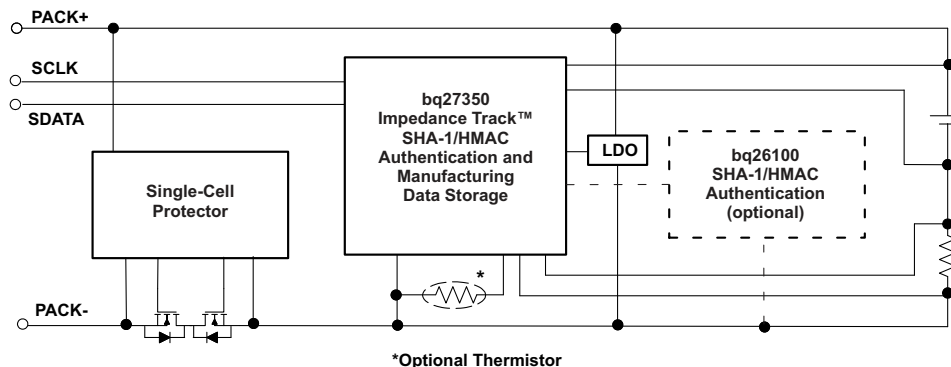 PACK+
SCLK
SDATA
bq27350
Impedance Track™
SHA-1/HMAC
Authentication and
Manufacturing
Data Storage
LDO
bq26100
SHA-1/HMAC
Authentication
(optional)
Single-Cell
Protector
*
PACK-
*Optional Thermistor